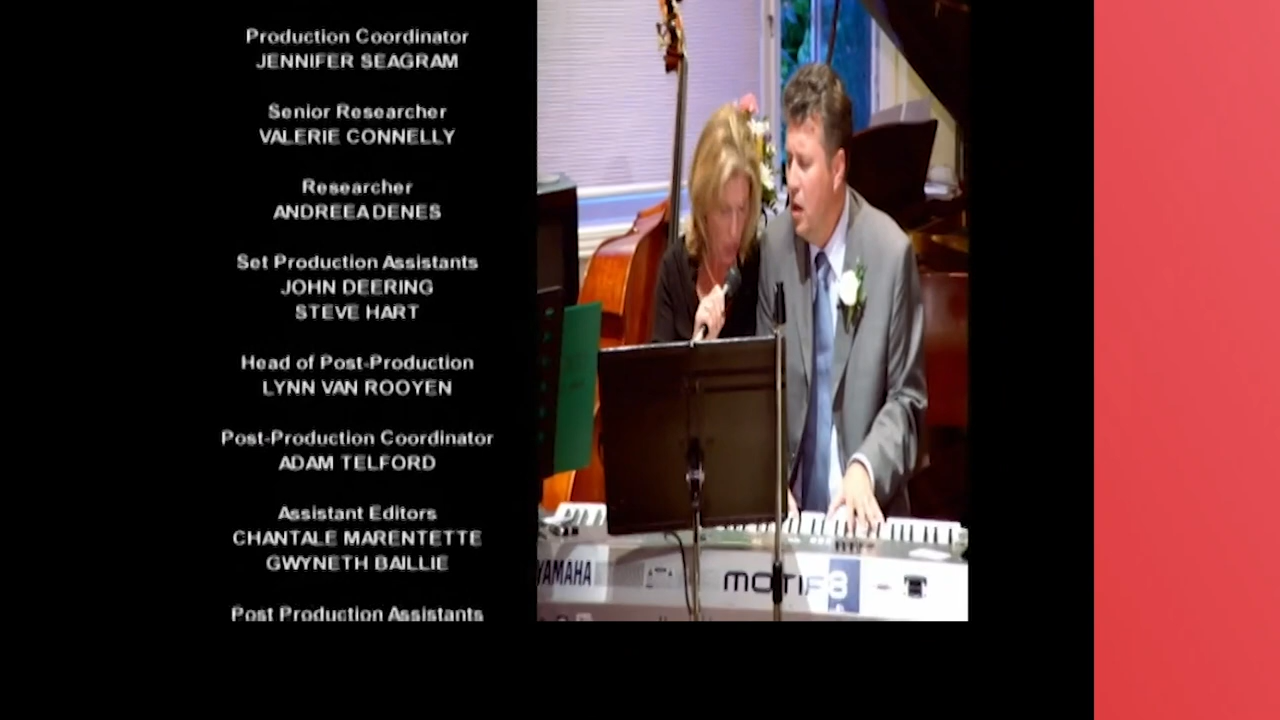 Production Coordinator
JENNIFER SEAGRAM
Senior Researcher
VALERIE CONNELLY
Researcher
ANDREEA DENES
Set Production Assistants
JOHN DEERING
STEVE HART
Head of Post-Production
LYNN VAN ROOYEN
Post-Production Coordinator
ADAM TELFORD
Assistant Editors
CHANTALE MARENTETTE
GWYNETH BAILLIE
Post Production Assistants
YAMAHA
MOTIF8